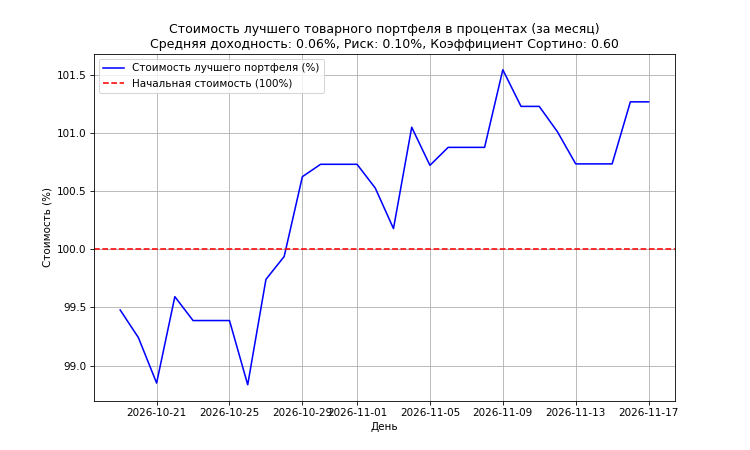 Стоимость лучшего товарного портфеля в процентах (за месяц)
Средняя доходность: 0.06%, Риск: 0.10%, Коэффициент Сортино: 0.60
Стоимость лучшего портфеля (%)
Начальная стоимость (100%)
Стоимость (%)
101.5
101.0
100.5
100.0
99.5
99.0
2026-10-21 2026-10-25 2026-10-29 2026-11-01 2026-11-05 2026-11-09 2026-11-13 2026-11-17
День